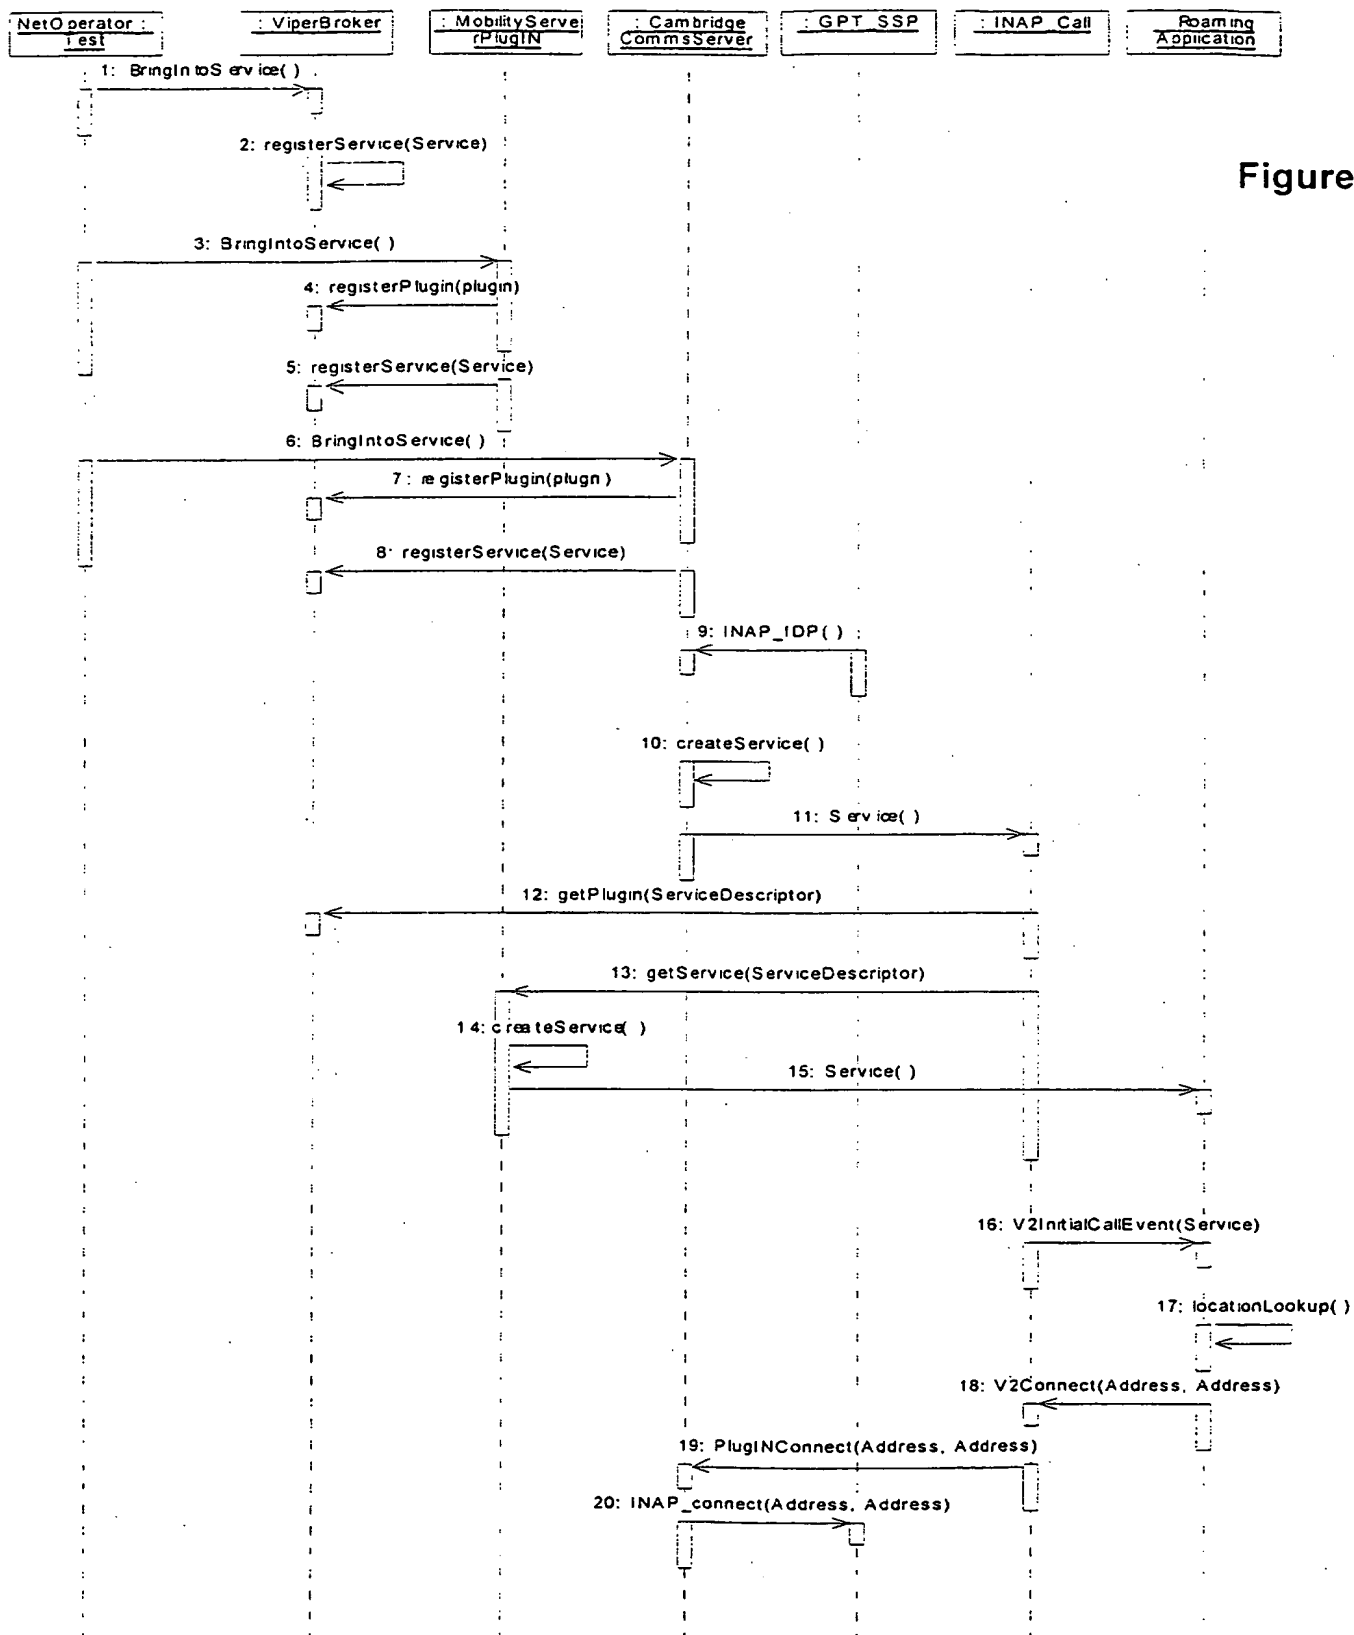 NetOperator :
Test
: ViperBroker
: MobilityServe
rPlugIN
: Cambridge
CommsServer
: GPT_SSP
: INAP_Call
Roaming
Application
1: BringIntoService( )
2: registerService(Service)
Figure
3: BringIntoService( )
4: registerPlugin(plugin)
5: registerService(Service)
6: BringIntoService( )
7: registerPlugin(plugin)
8: registerService(Service)
9: INAP_IDP( )
10: createService( )
11: Service( )
12: getPlugin(ServiceDescriptor)
13: getService(ServiceDescriptor)
14: createService( )
15: Service( )
16: V2InitialCallEvent(Service)
17: locationLookup( )
18: V2Connect(Address, Address)
19: PlugINConnect(Address, Address)
20: INAP_connect(Address, Address)